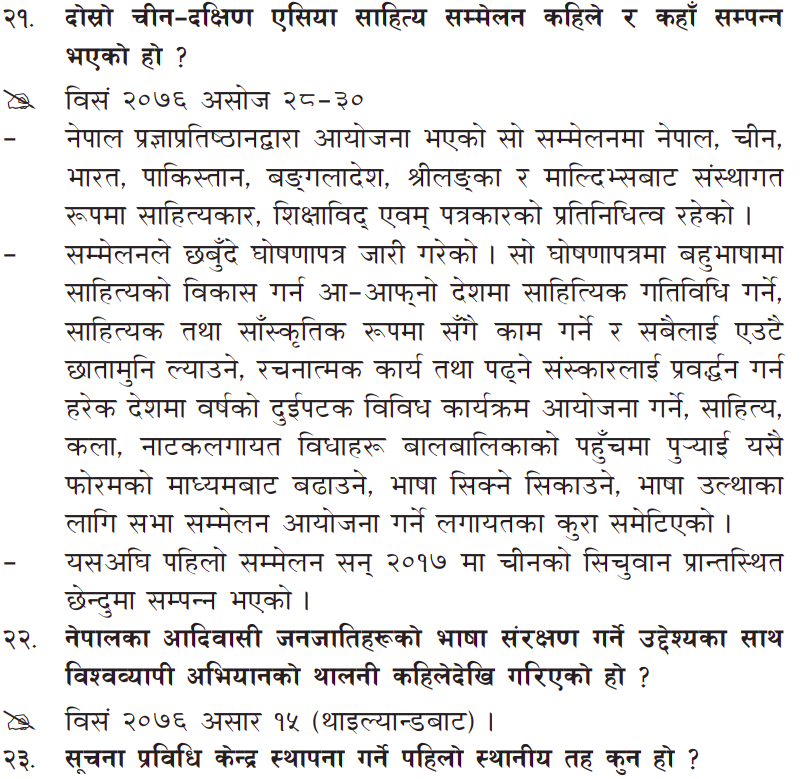 २१. दोस्रो चीन–दक्षिण एसिया साहित्य सम्मेलन कहिले र कहाँ सम्पन्न
भएको हो ?
विसं २०७६ असोज २८–३०
– नेपाल प्रज्ञाप्रतिष्ठानद्वारा आयोजना भएको सो सम्मेलनमा नेपाल, चीन,
भारत, पाकिस्तान, बङ्गलादेश, श्रीलङ्का र माल्दिभ्सबाट संस्थागत
रूपमा साहित्यकार, शिक्षाविद् एवम् पत्रकारको प्रतिनिधित्व रहेको ।
– सम्मेलनले छबुँदे घोषणापत्र जारी गरेको । सो घोषणापत्रमा बहुभाषामा
साहित्यको विकास गर्न आ–आफ्नो देशमा साहित्यिक गतिविधि गर्ने,
साहित्यक तथा साँस्कृतिक रूपमा सँगै काम गर्ने र सबैलाई एउटै
छातामुनि ल्याउने, रचनात्मक कार्य तथा पढ्ने संस्कारलाई प्रवर्द्धन गर्न
हरेक देशमा वर्षको दुईपटक विविध कार्यक्रम आयोजना गर्ने, साहित्य,
कला, नाटकलगायत विधाहरू बालबालिकाको पहुँचमा पुऱ्याई यसै
फोरमको माध्यमबाट बढाउने, भाषा सिक्ने सिकाउने, भाषा उल्थाका
लागि सभा सम्मेलन आयोजना गर्ने लगायतका कुरा समेटिएको ।
– यसअघि पहिलो सम्मेलन सन् २०१७ मा चीनको सिचुवान प्रान्तस्थित
छेन्दुमा सम्पन्न भएको ।
२२. नेपालका आदिवासी जनजातिहरूको भाषा संरक्षण गर्ने उद्देश्यका साथ
विश्वव्यापी अभियानको थालनी कहिलेदेखि गरिएको हो ?
विसं २०७६ असार १५ (थाइल्यान्डबाट) ।
२३. सूचना प्रविधि केन्द्र स्थापना गर्ने पहिलो स्थानीय तह कुन हो ?